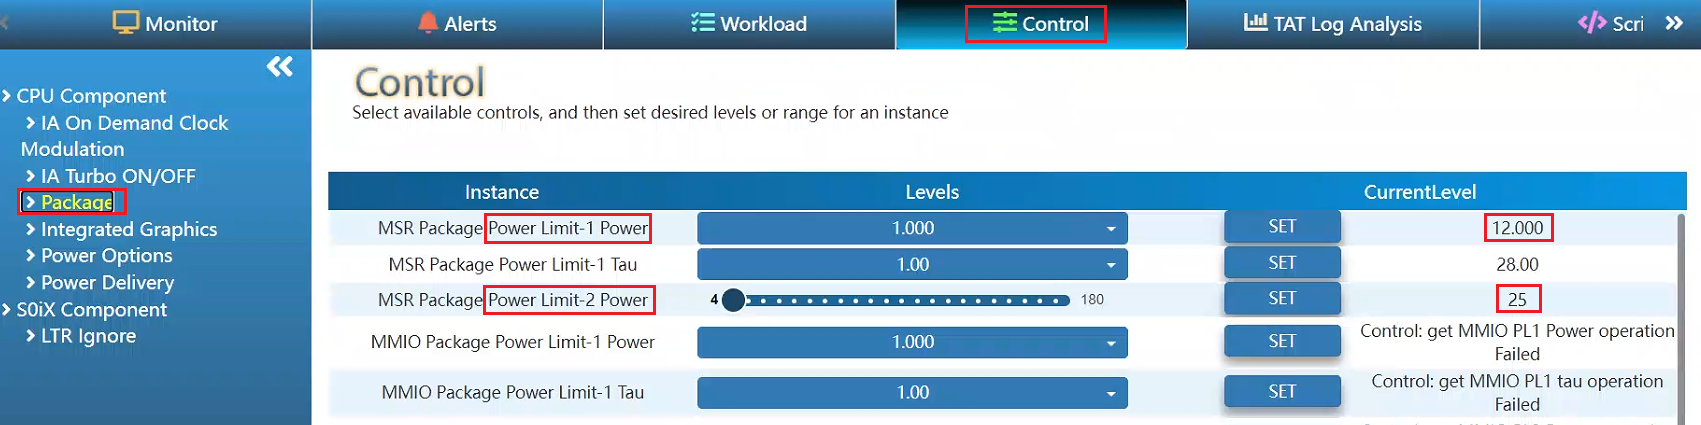 Monitor
Alerts
Workload
Control
TAT Log Analysis
Scri
CPU Component
IA On Demand Clock
Modulation
IA Turbo ON/OFF
Package
Integrated Graphics
Power Options
Power Delivery
S0iX Component
LTR Ignore
Control
Select available controls, and then set desired levels or range for an instance
Instance Levels CurrentLevel
MSR Package Power Limit-1 Power 1.000 SET 12.000
MSR Package Power Limit-1 Tau 1.00 SET 28.00
MSR Package Power Limit-2 Power 4 180 SET 25
MMIO Package Power Limit-1 Power 1.000 SET Control: get MMIO PL1 Power operation
Failed
MMIO Package Power Limit-1 Tau 1.00 SET Control: get MMIO PL1 tau operation
Failed